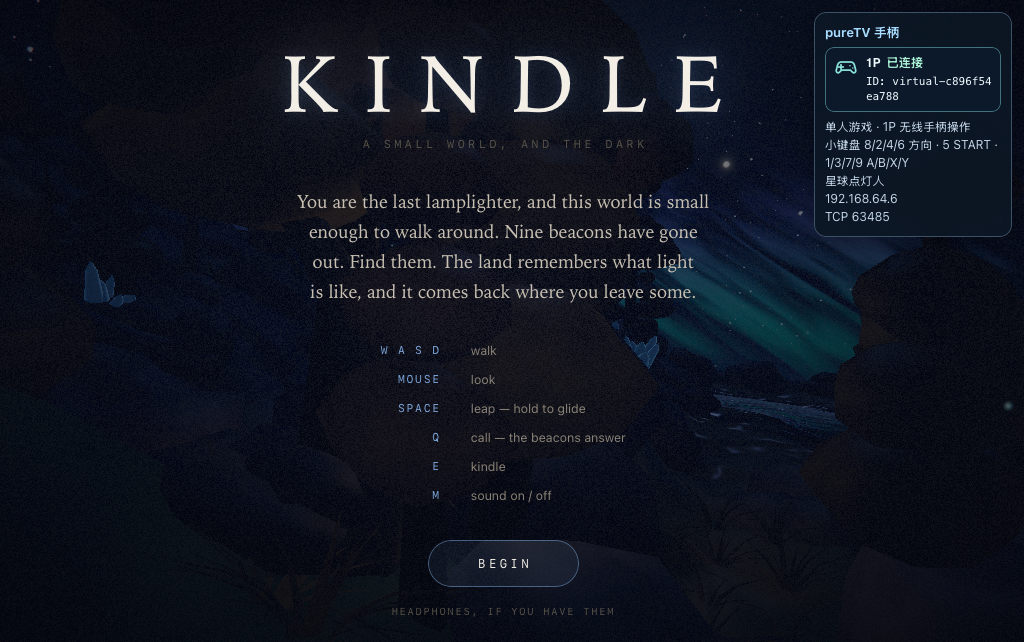 KINDLE
A SMALL WORLD, AND THE DARK
You are the last lamplighter, and this world is small
enough to walk around. Nine beacons have gone
out. Find them. The land remembers what light
is like, and it comes back where you leave some.
W A S D walk
MOUSE look
SPACE leap — hold to glide
Q call — the beacons answer
E kindle
M sound on / off
BEGIN
HEADPHONES, IF YOU HAVE THEM
pureTV 手柄
1P 已连接
ID: virtual-c896f54
ea788
单人游戏 · 1P 无线手柄操作
小键盘 8/2/4/6 方向 · 5 START ·
1/3/7/9 A/B/X/Y
星球点灯人
192.168.64.6
TCP 63485